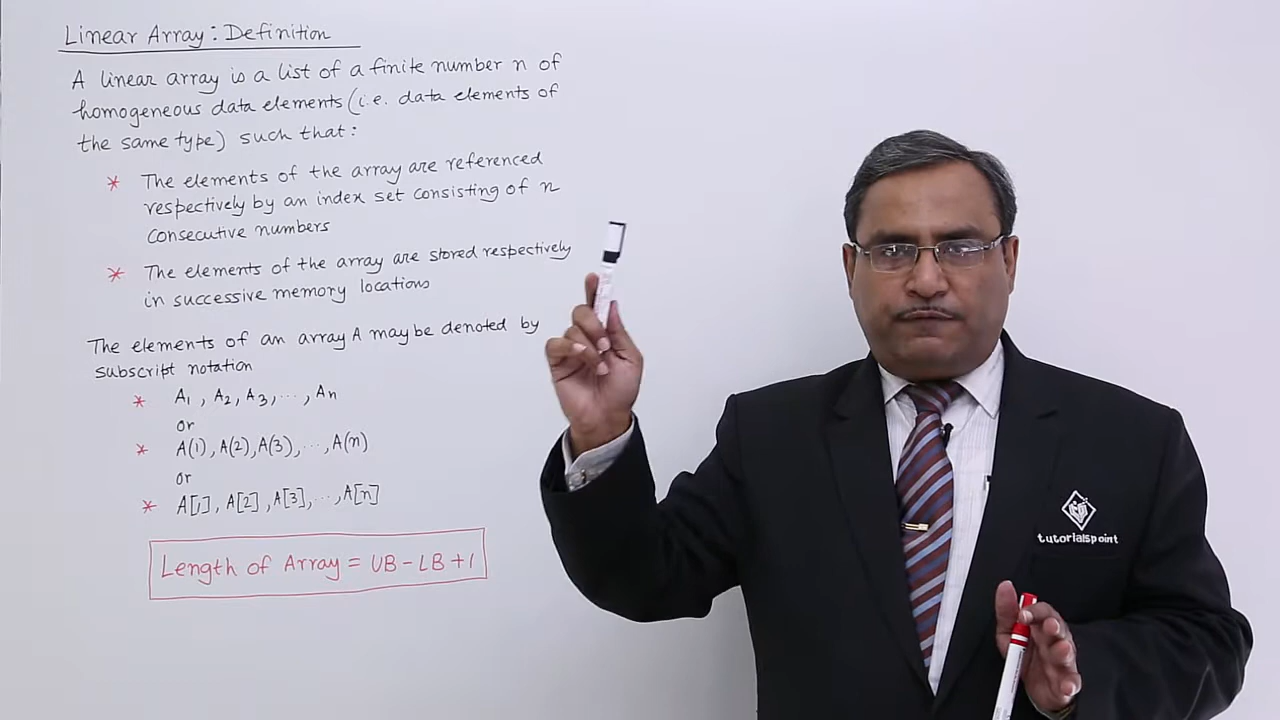 Linear Array: Definition
A linear array is a list of a finite number n of
homogeneous data elements (i.e. data elements of
the same type) such that:
* The elements of the array are referenced
respectively by an index set consisting of n
consecutive numbers
* The elements of the array are stored respectively
in successive memory locations
The elements of an array A may be denoted by
subscript notation
* A₁, A₂, A₃, ..., Aₙ
or
* A(1), A(2), A(3), ..., A(n)
or
* A[1], A[2], A[3], ..., A[n]
Length of Array = UB - LB + 1
tutorialspoint